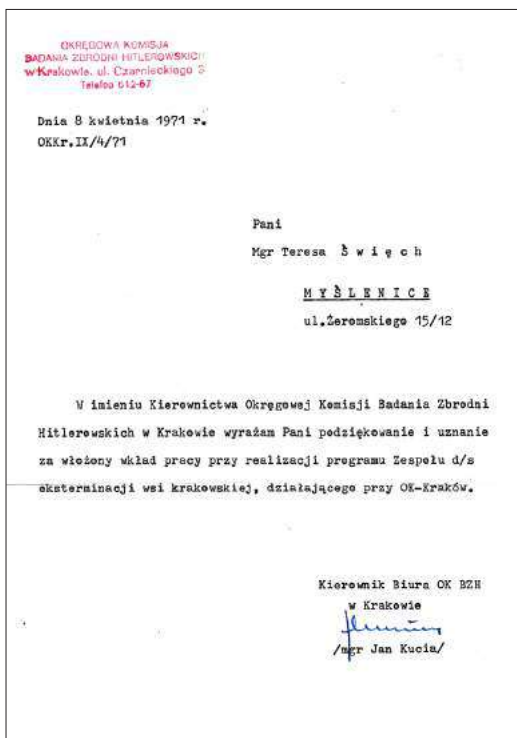 OKRĘGOWA KOMISJA
BADANIA ZBRODNI HITLEROWSKICH
w Krakowie, ul. Czarnieckiego 3
Telefon 612-67
Dnia 8 kwietnia 1971 r.
OKKr.IX/4/71
Pani
Mgr Teresa Ś w i ę c h
M Y Ś L E N I C E
ul.Żeromskiego 15/12
W imieniu Kierownictwa Okręgowej Komisji Badania Zbrodni
Hitlerowskich w Krakowie wyrażam Pani podziękowanie i uznanie
za włożony wkład pracy przy realizacji programu Zespołu d/s
eksterminacji wsi krakowskiej, działającego przy OK-Kraków.
Kierownik Biura OK BZH
w Krakowie
/mgr Jan Kucia/